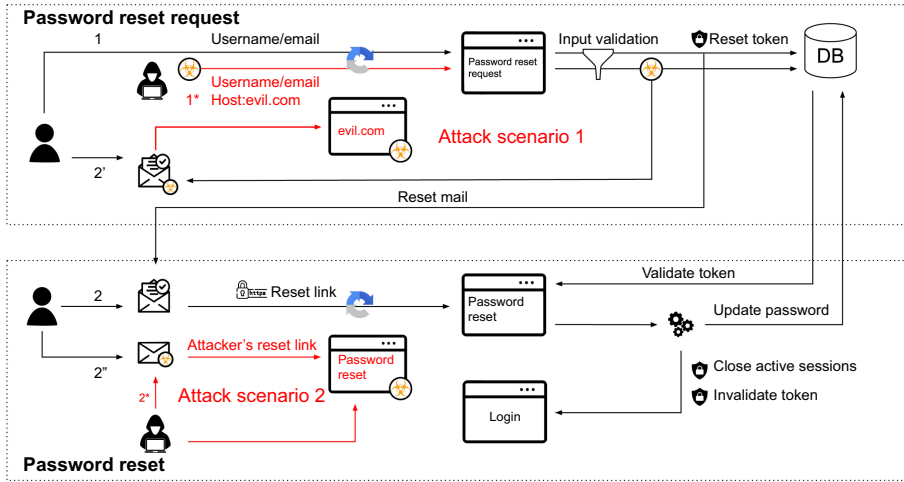 Password reset request
1
Username/email
Input validation
Reset token
DB
Password reset
request
Username/email
1*
Host:evil.com
evil.com
Attack scenario 1
2'
Reset mail
Validate token
2
https
Reset link
Password
reset
Update password
Attacker's reset link
Password
reset
2"
Close active sessions
2*
Attack scenario 2
Invalidate token
Login
Password reset